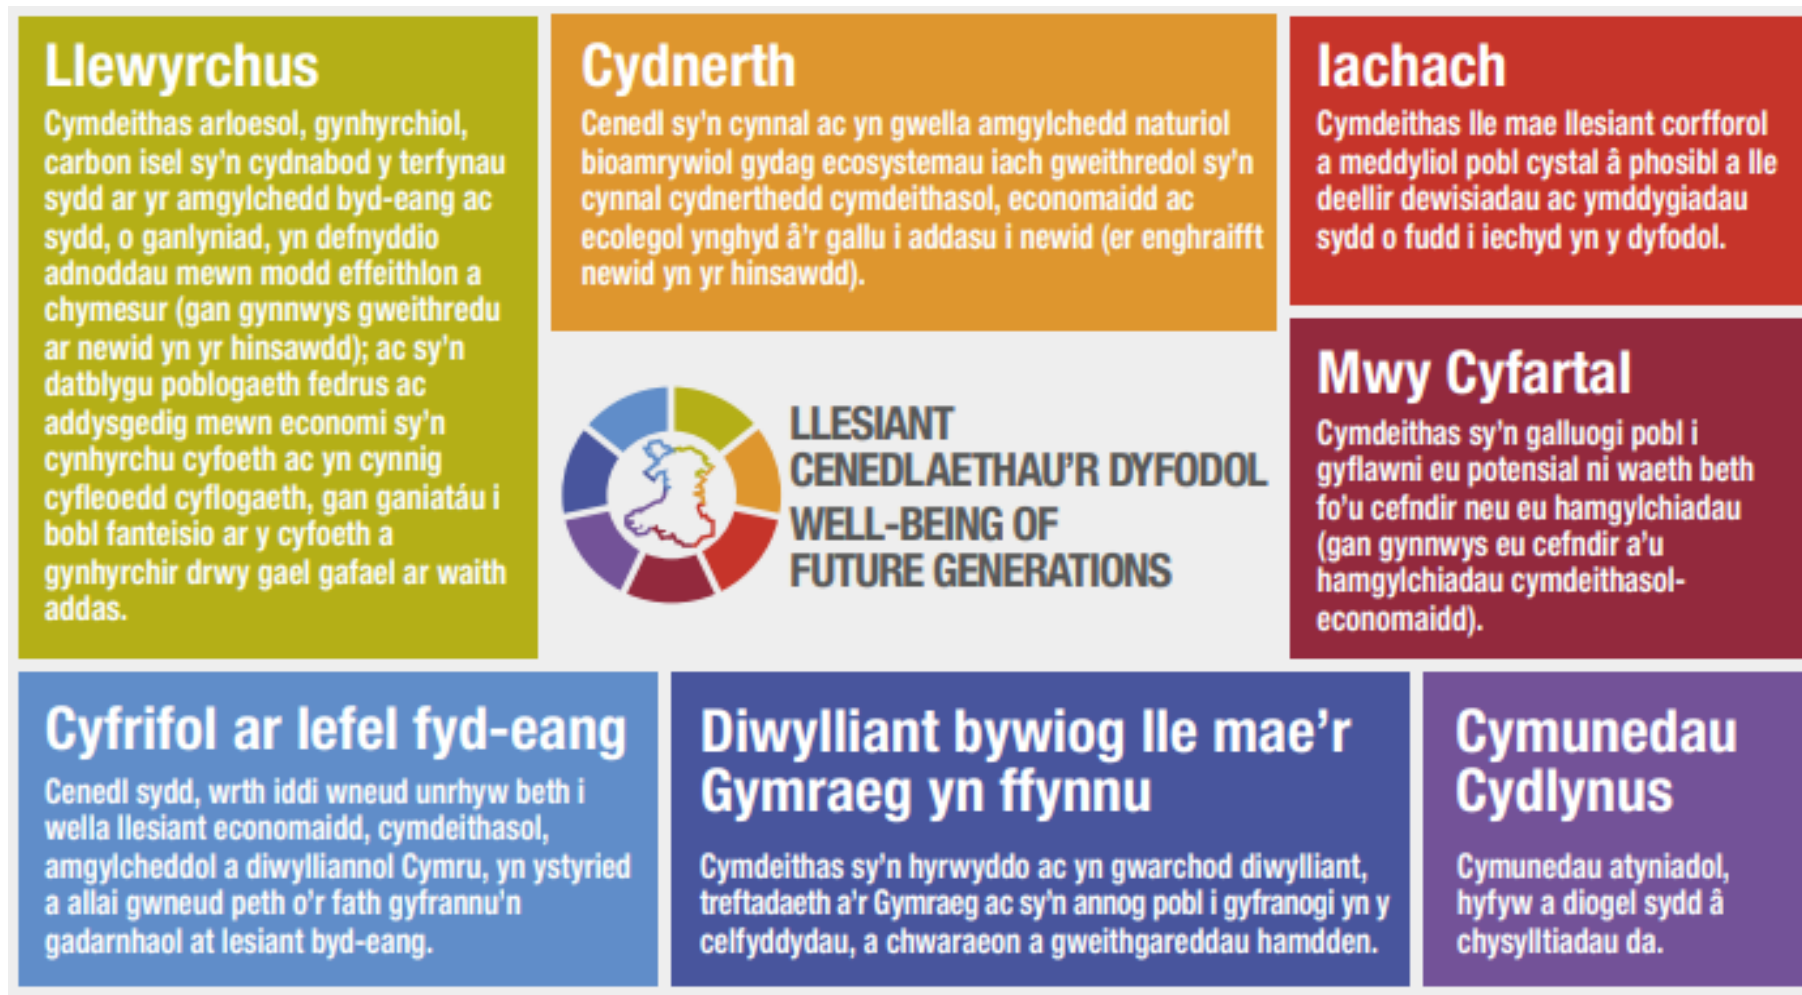 Llewyrchus
Cymdeithas arloesol, gynhyrchiol,
carbon isel sy'n cydnabod y terfynau
sydd ar yr amgylchedd byd-eang ac
sydd, o ganlyniad, yn defnyddio
adnoddau mewn modd effeithlon a
chymesur (gan gynnwys gweithredu
ar newid yn yr hinsawdd); ac sy'n
datblygu poblogaeth fedrus ac
addysgedig mewn economi sy'n
cynhyrchu cyfoeth ac yn cynnig
cyfleoedd cyflogaeth, gan ganiatáu i
bobl fanteisio ar y cyfoeth a
gynhyrchir drwy gael gafael ar waith
addas.
Cydnerth
Cenedl sy'n cynnal ac yn gwella amgylchedd naturiol
bioamrywiol gydag ecosystemau iach gweithredol sy'n
cynnal cydnerthedd cymdeithasol, economaidd ac
ecolegol ynghyd â'r gallu i addasu i newid (er enghraifft
newid yn yr hinsawdd).
Iachach
Cymdeithas lle mae llesiant corfforol
a meddyliol pobl cystal â phosibl a lle
deellir dewisiadau ac ymddygiadau
sydd o fudd i iechyd yn y dyfodol.
LLESIANT
CENEDLAETHAU'R DYFODOL
WELL-BEING OF
FUTURE GENERATIONS
Mwy Cyfartal
Cymdeithas sy'n galluogi pobl i
gyflawni eu potensial ni waeth beth
fo'u cefndir neu eu hamgylchiadau
(gan gynnwys eu cefndir a'u
hamgylchiadau cymdeithasol-
economaidd).
Cyfrifol ar lefel fyd-eang
Cenedl sydd, wrth iddi wneud unrhyw beth i
wella llesiant economaidd, cymdeithasol,
amgylcheddol a diwylliannol Cymru, yn ystyried
a allai gwneud peth o'r fath gyfrannu'n
gadarnhaol at lesiant byd-eang.
Diwylliant bywiog lle mae'r
Gymraeg yn ffynnu
Cymdeithas sy'n hyrwyddo ac yn gwarchod diwylliant,
treftadaeth a'r Gymraeg ac sy'n annog pobl i gyfranogi yn y
celfyddydau, a chwaraeon a gweithgareddau hamdden.
Cymunedau
Cydlynus
Cymunedau atyniadol,
hyfyw a diogel sydd â
chysylltiadau da.